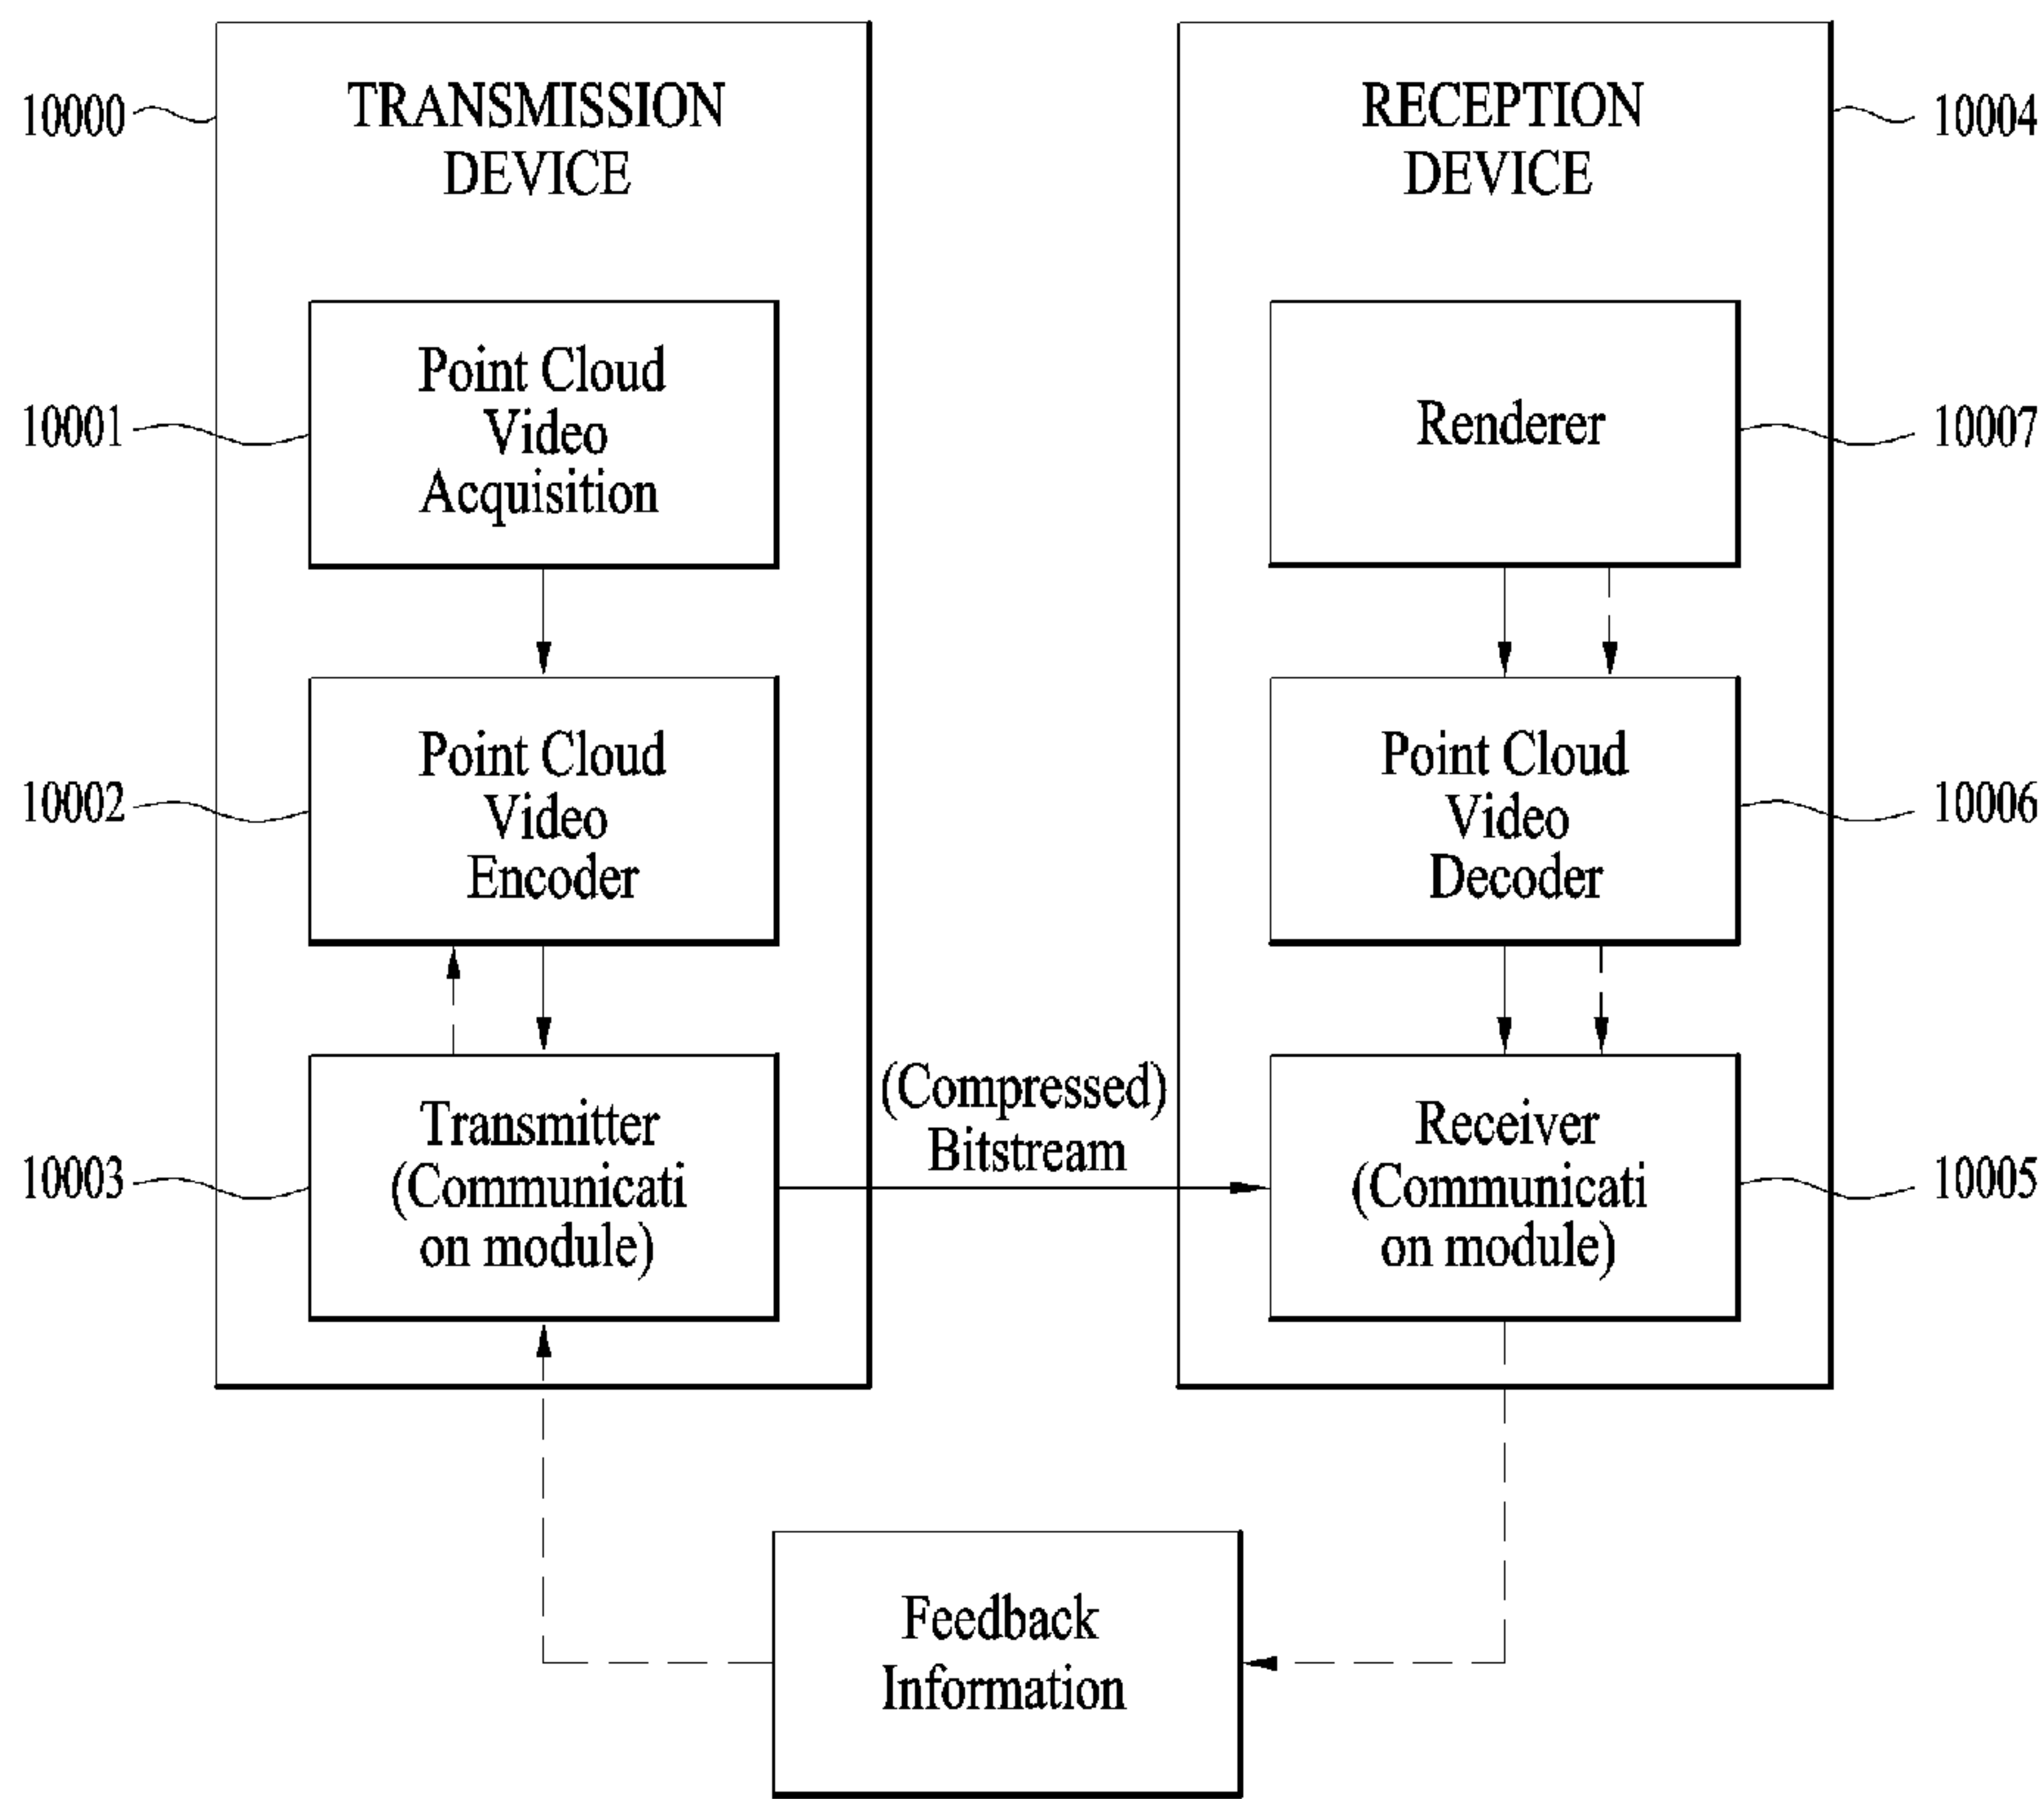 10000
TRANSMISSION
DEVICE
10001
Point Cloud
Video
Acquisition
10002
Point Cloud
Video
Encoder
10003
Transmitter
(Communicati
on module)
(Compressed)
Bitstream
RECEPTION
DEVICE
10004
Renderer
10007
Point Cloud
Video
Decoder
10006
Receiver
(Communicati
on module)
10005
Feedback
Information